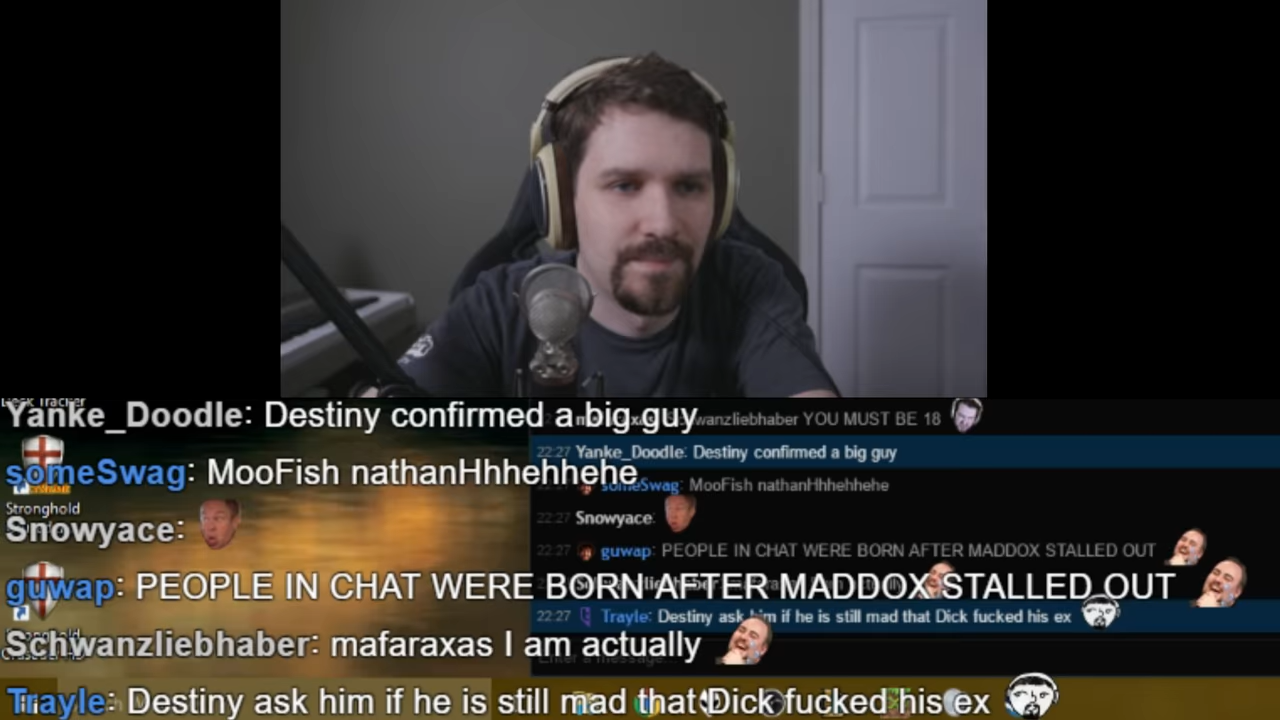 Yanke_Doodle: Destiny confirmed a big guy
someSwag: MooFish nathanHhhehhehe
Snowyace:
guwap: PEOPLE IN CHAT WERE BORN AFTER MADDOX STALLED OUT
Schwanzliebhaber: mafaraxas I am actually
Trayle: Destiny ask him if he is still mad that Dick fucked his ex
wanzliebhaber YOU MUST BE 18
22:27 Yanke_Doodle: Destiny confirmed a big guy
22:27 someSwag: MooFish nathanHhhehhehe
22:27 Snowyace:
22:27 guwap: PEOPLE IN CHAT WERE BORN AFTER MADDOX STALLED OUT
22:27 Trayle: Destiny ask him if he is still mad that Dick fucked his ex
Enter a message...
Stronghold